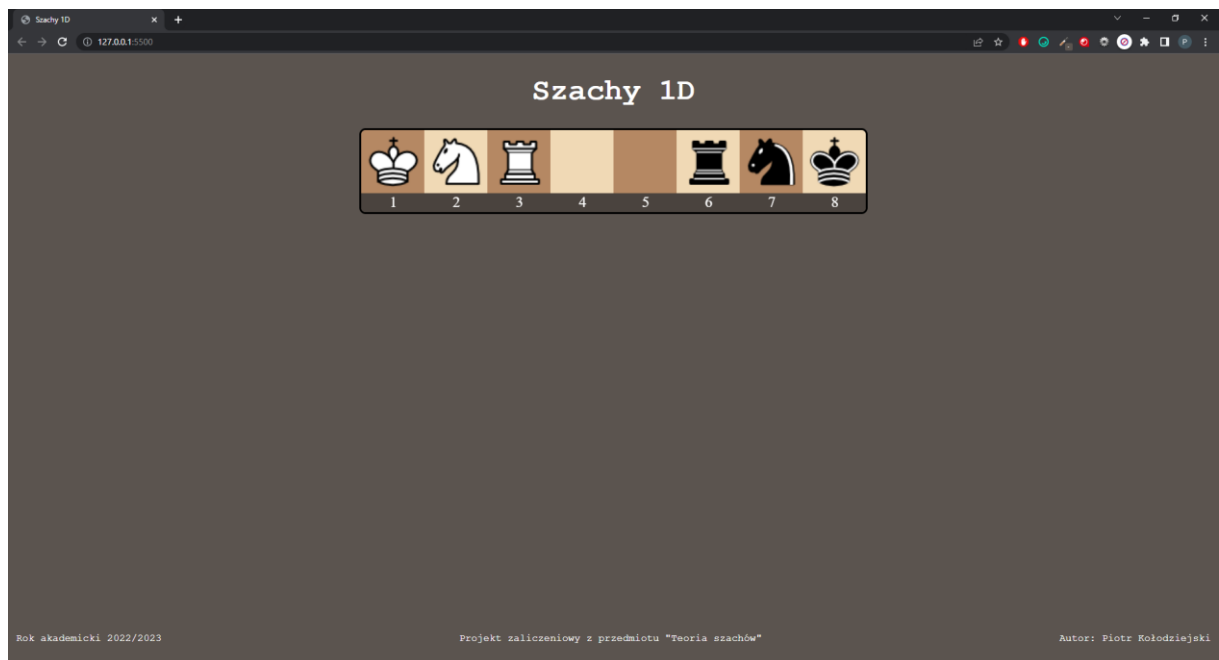 Szachy 1D
127.0.0.1:5500
P
Szachy 1D
1 2 3 4 5 6 7 8
Rok akademicki 2022/2023
Projekt zaliczeniowy z przedmiotu "Teoria szachów"
Autor: Piotr Kołodziejski